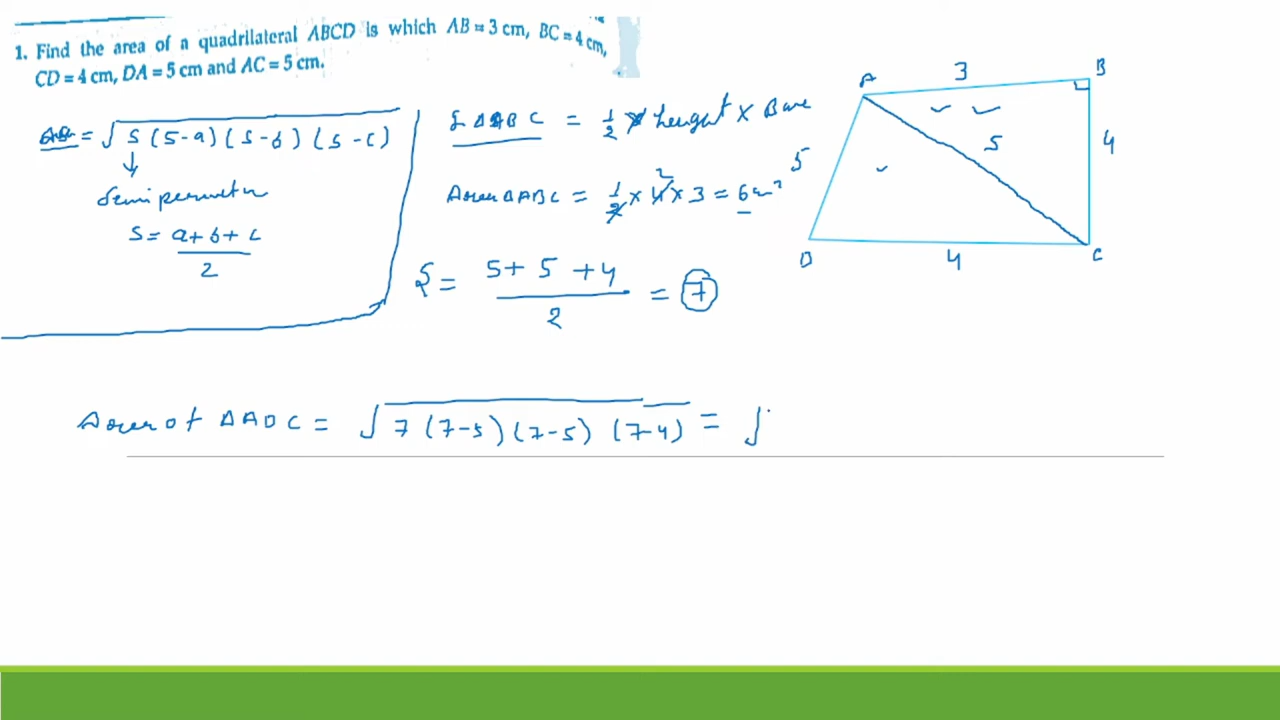 1. Find the area of a quadrilateral ABCD is which AB = 3 cm, BC = 4 cm,
CD = 4 cm, DA = 5 cm and AC = 5 cm.
= √s(s-a)(s-b)(s-c)
↓
Semi perimeter
S = a+b+c
2
ABC = 1/2 × height × Base
Area ΔABC = 1/2 × 4 × 3 = 6cm²
2
S = 5+5+4
2
= 7
A
3
B
4
5
5
D
4
C
Area of ΔADC = √7(7-5)(7-5)(7-4) = √